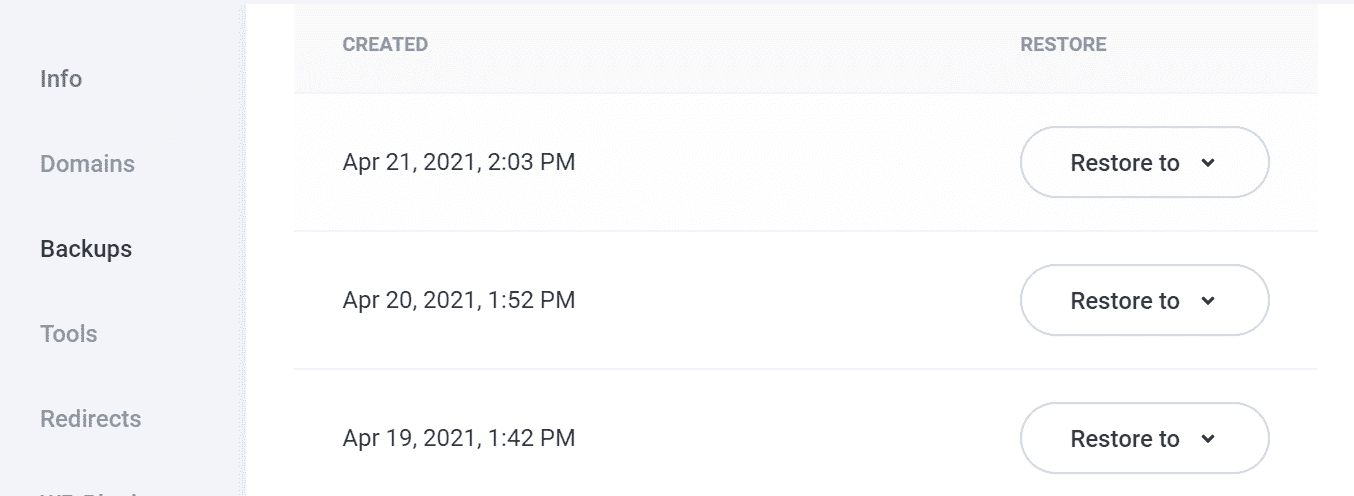 Info
Domains
Backups
Tools
Redirects
CREATED RESTORE
Apr 21, 2021, 2:03 PM Restore to
Apr 20, 2021, 1:52 PM Restore to
Apr 19, 2021, 1:42 PM Restore to